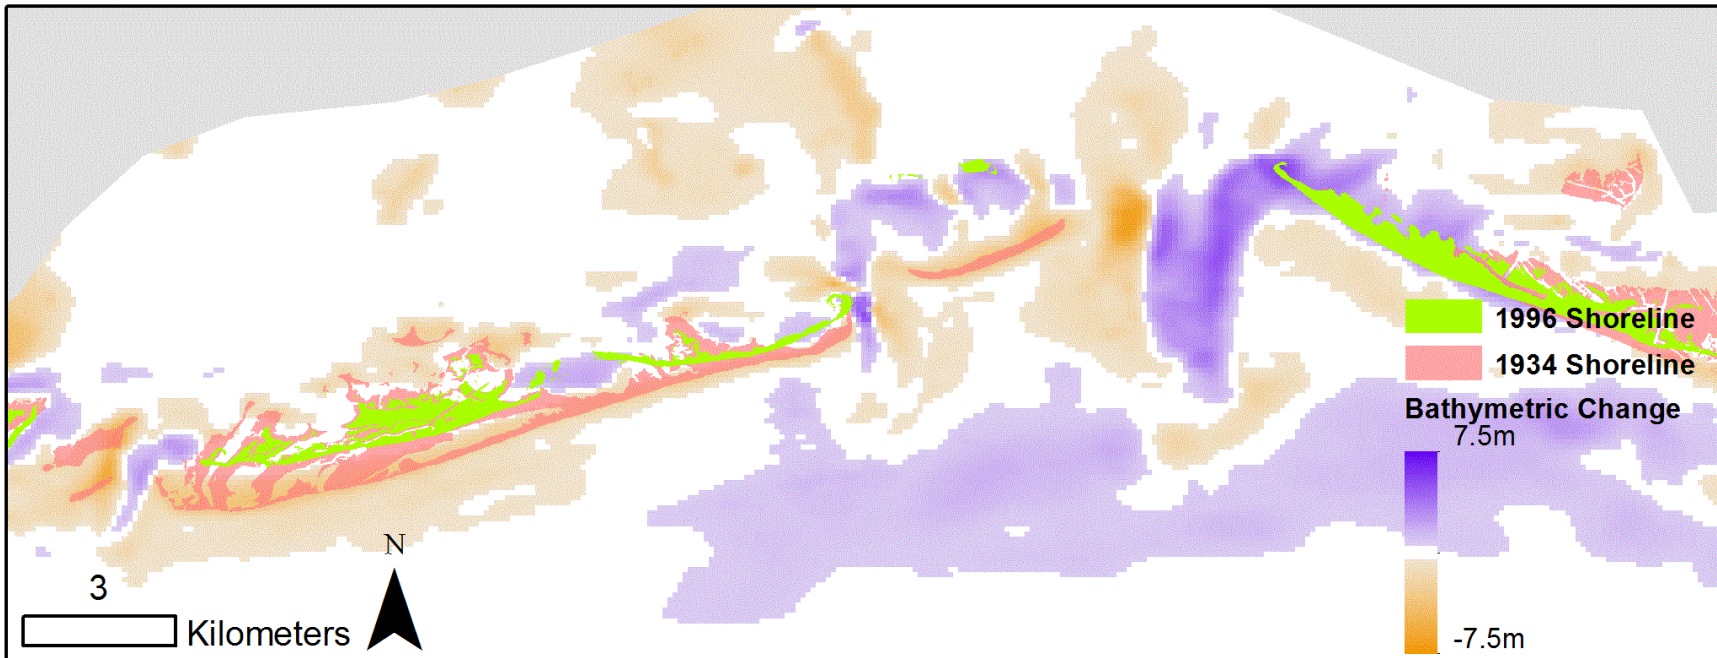 1996 Shoreline
1934 Shoreline
Bathymetric Change
7.5m
-7.5m
N
3
Kilometers